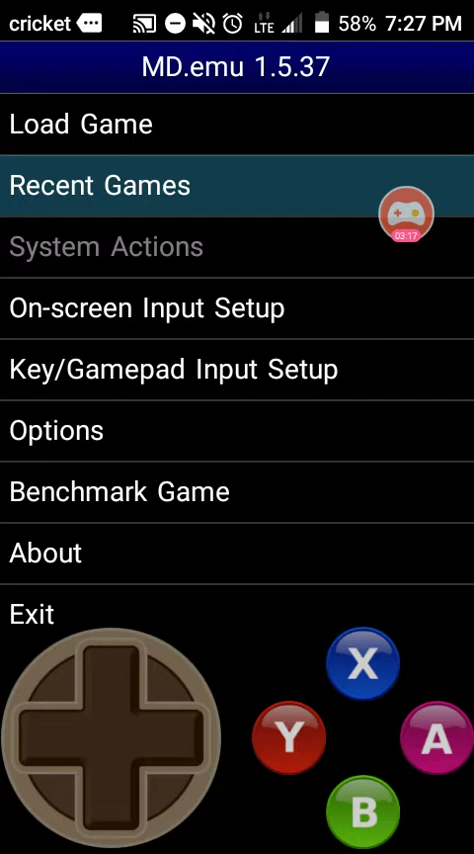 cricket LTE 58% 7:27 PM
MD.emu 1.5.37
Load Game
Recent Games
03:17
System Actions
On-screen Input Setup
Key/Gamepad Input Setup
Options
Benchmark Game
About
Exit
X
Y A
B